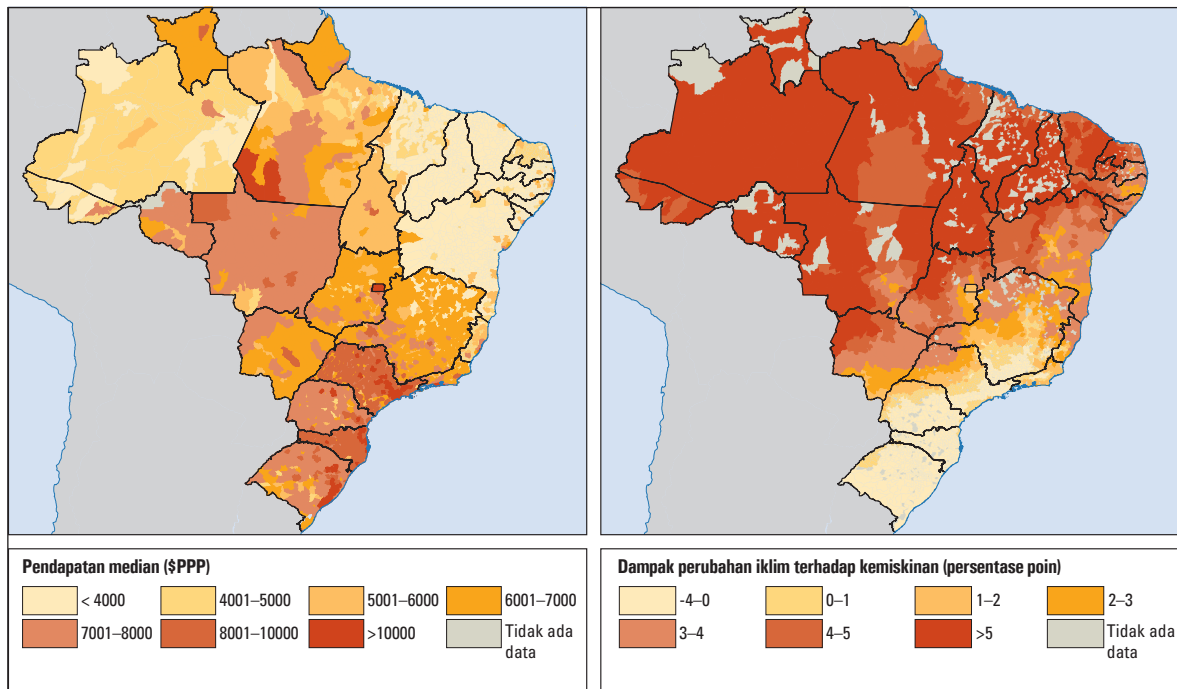 Pendapatan median ($PPP)
< 4000
4001–5000
5001–6000
6001–7000
7001–8000
8001–10000
>10000
Tidak ada
data
Dampak perubahan iklim terhadap kemiskinan (persentase poin)
-4–0
0–1
1–2
2–3
3–4
4–5
>5
Tidak ada
data